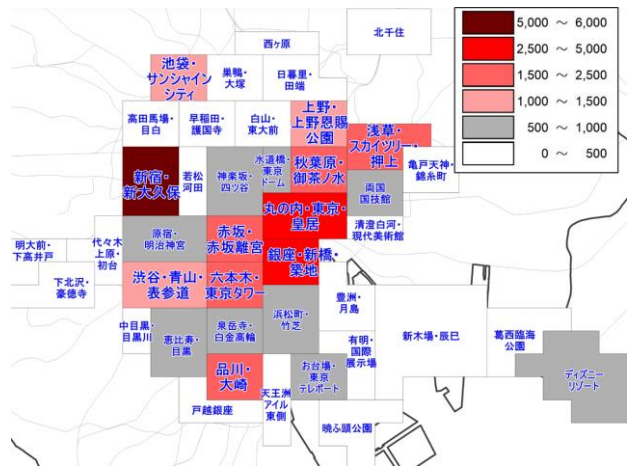 西ヶ原
北千住
5,000 ～ 6,000
2,500 ～ 5,000
1,500 ～ 2,500
1,000 ～ 1,500
500 ～ 1,000
0 ～ 500
池袋・
サンシャイン
シティ
巣鴨・
大塚
日暮里・
田端
高田馬場・
目白
早稲田・
護国寺
白山・
東大前
上野・
上野恩賜
公園
浅草・
スカイツリー・
押上
亀戸天神・
錦糸町
新宿・
新大久保
若松
河田
神楽坂・
四ツ谷
水道橋・
東京
ドーム
秋葉原・
御茶ノ水
両国
国技館
丸の内・東京・
皇居
清澄白河・
現代美術館
明大前・
下高井戸
代々木
上原・
初台
原宿・
明治神宮
赤坂・
赤坂離宮
銀座・新橋・
築地
下北沢・
豪徳寺
渋谷・青山・
表参道
六本木・
東京タワー
豊洲・
月島
中目黒・
目黒川
恵比寿・
目黒
泉岳寺・
白金高輪
浜松町・
竹芝
有明・
国際
展示場
新木場・辰巳
葛西臨海
公園
ディズニー
リゾート
品川・
大崎
お台場・
東京
テレポート
戸越銀座
天王洲
アイル
東側
暁ふ頭公園